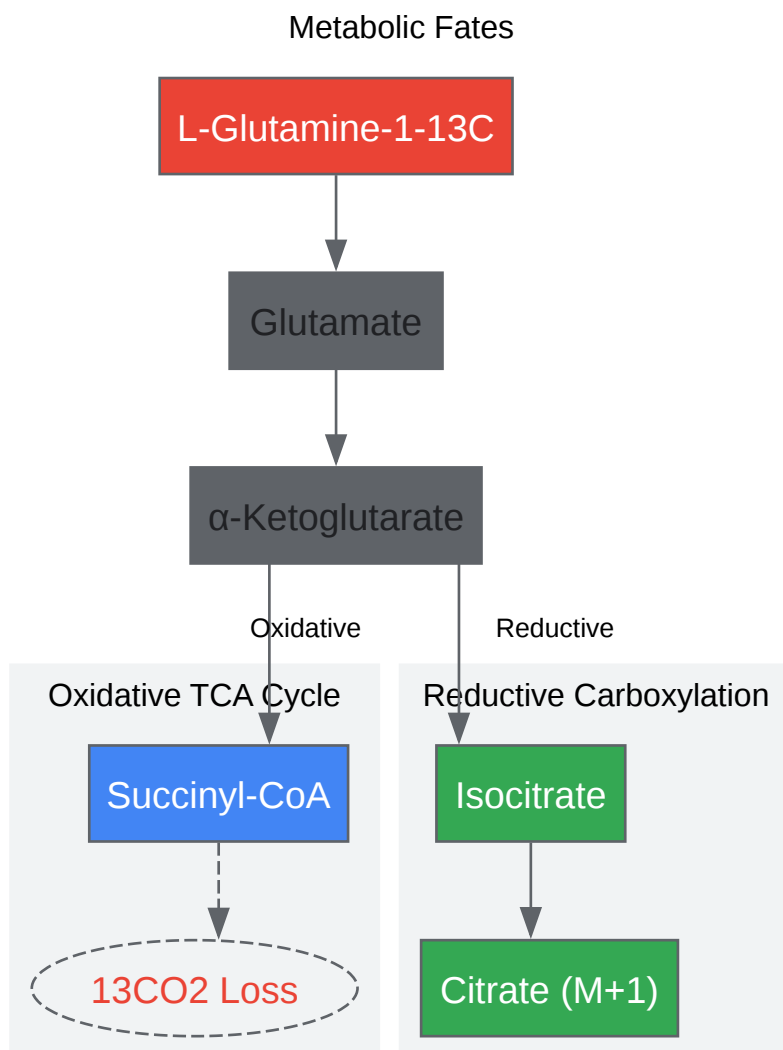 Metabolic Fates
L-Glutamine-1-13C
Glutamate
α-Ketoglutarate
Oxidative
Reductive
Oxidative TCA Cycle
Reductive Carboxylation
Succinyl-CoA
Isocitrate
13CO2 Loss
Citrate (M+1)